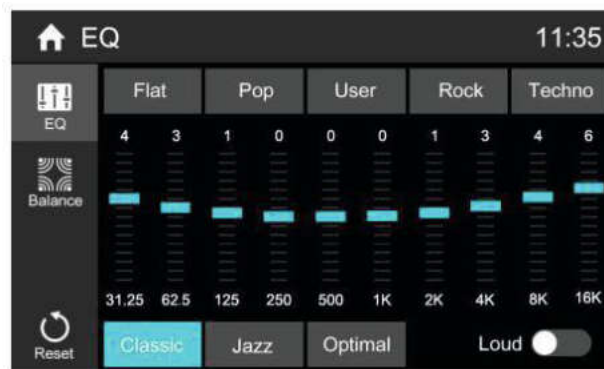 EQ 11:35
EQ
Balance
Reset
Flat Pop User Rock Techno
4 3 1 0 0 0 1 3 4 6
31.25 62.5 125 250 500 1K 2K 4K 8K 16K
Classic Jazz Optimal Loud